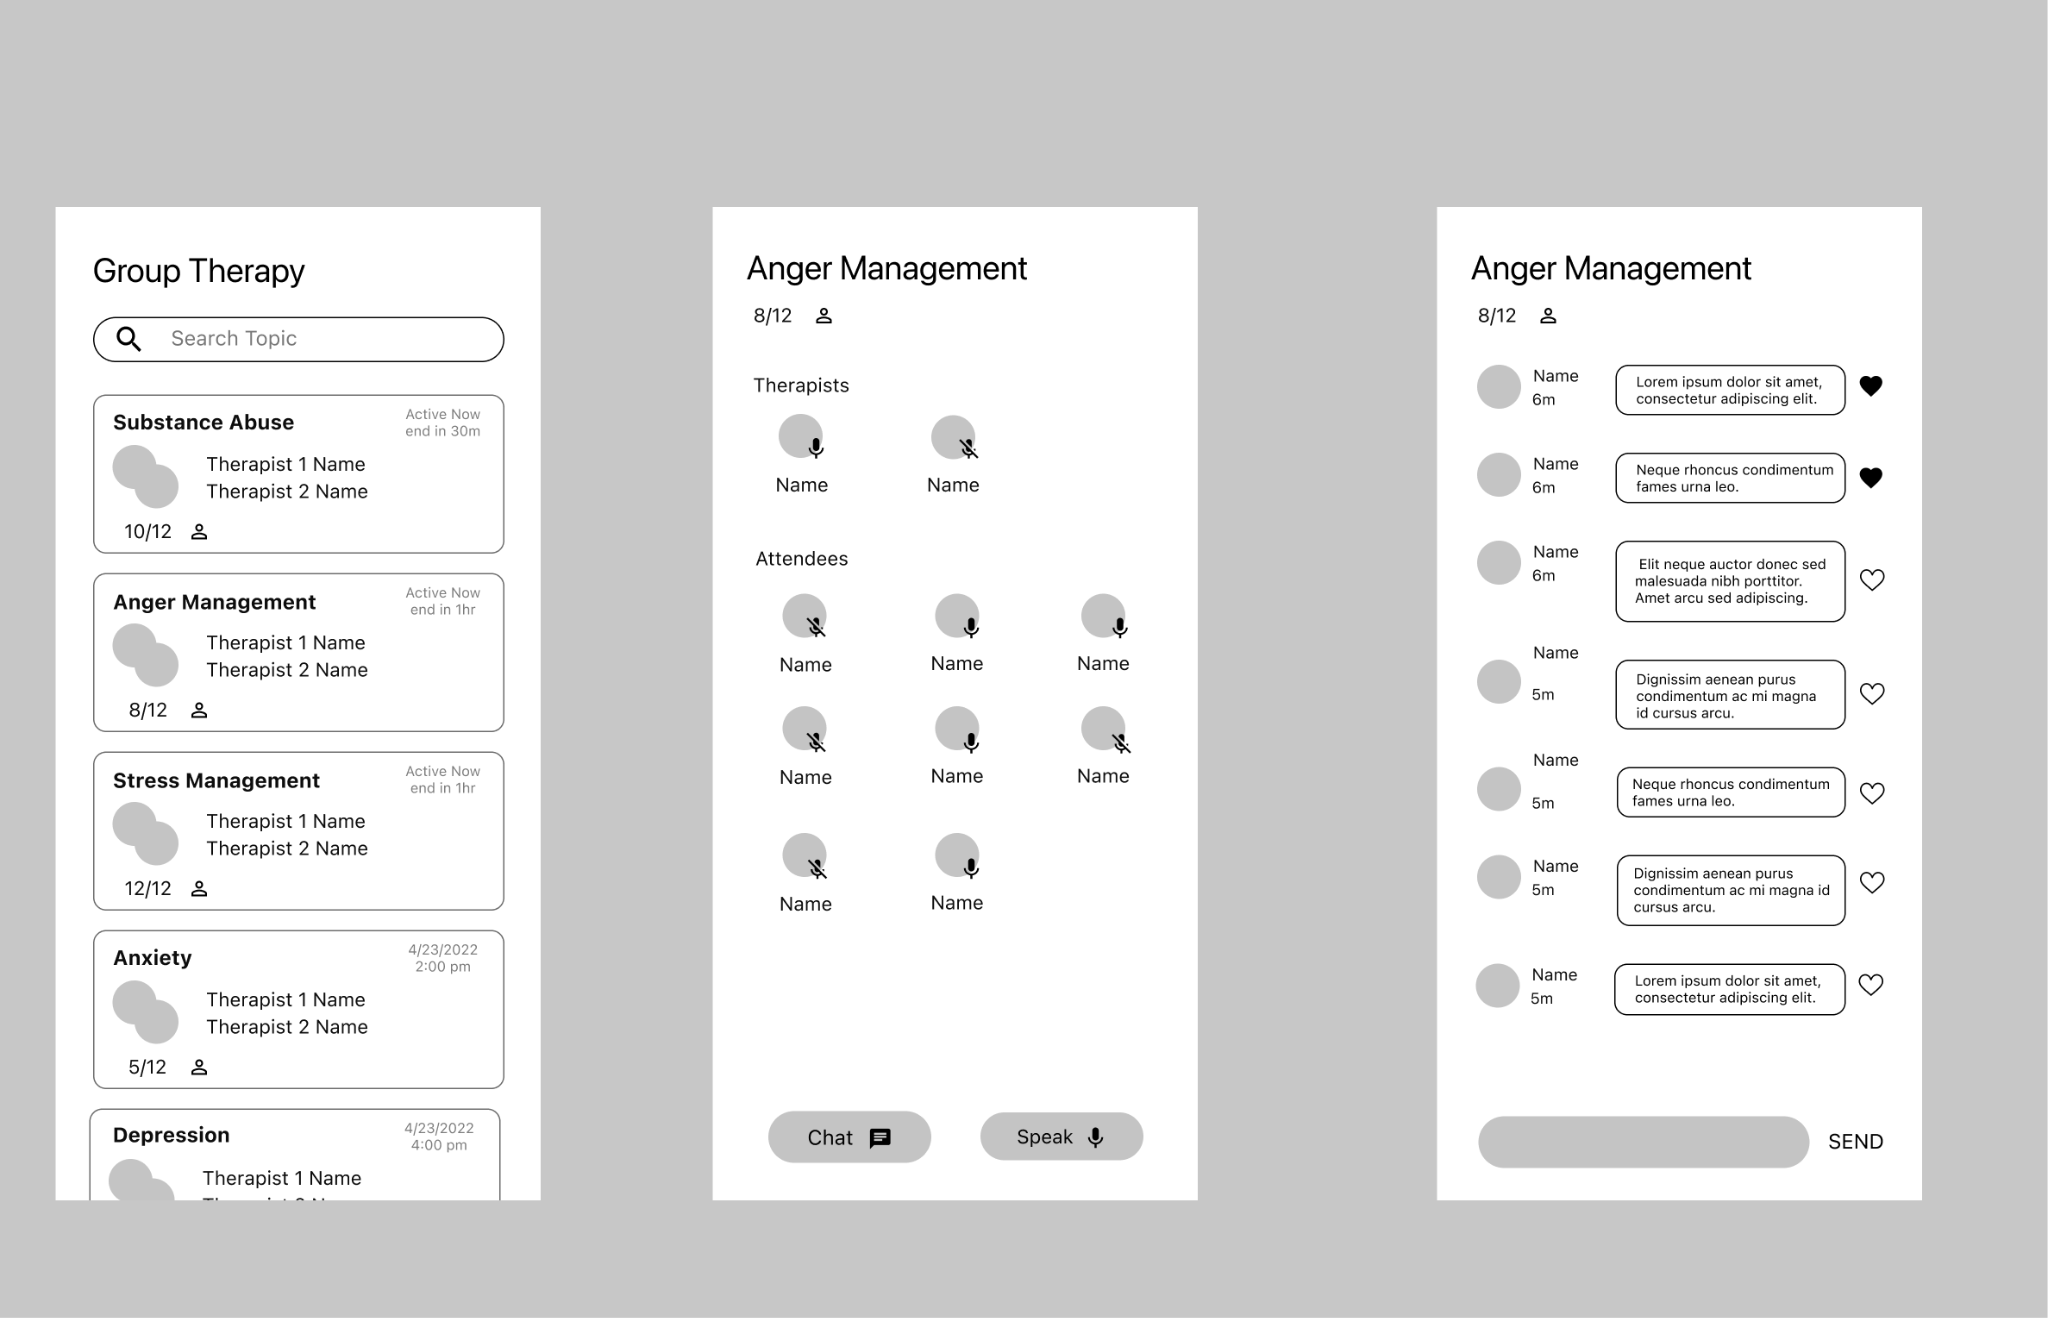 Group Therapy
Search Topic
Substance Abuse
Active Now
end in 30m
Therapist 1 Name
Therapist 2 Name
10/12
Anger Management
Active Now
end in 1hr
Therapist 1 Name
Therapist 2 Name
8/12
Stress Management
Active Now
end in 1hr
Therapist 1 Name
Therapist 2 Name
12/12
Anxiety
4/23/2022
2:00 pm
Therapist 1 Name
Therapist 2 Name
5/12
Depression
4/23/2022
4:00 pm
Therapist 1 Name
Anger Management
8/12
Therapists
Name
Name
Attendees
Name
Name
Name
Name
Name
Name
Name
Name
Chat
Speak
Anger Management
8/12
Name
6m
Lorem ipsum dolor sit amet,
consectetur adipiscing elit.
Name
6m
Neque rhoncus condimentum
fames urna leo.
Name
6m
Elit neque auctor donec sed
malesuada nibh porttitor.
Amet arcu sed adipiscing.
Name
5m
Dignissim aenean purus
condimentum ac mi magna
id cursus arcu.
Name
5m
Neque rhoncus condimentum
fames urna leo.
Name
5m
Dignissim aenean purus
condimentum ac mi magna id
cursus arcu.
Name
5m
Lorem ipsum dolor sit amet,
consectetur adipiscing elit.
SEND